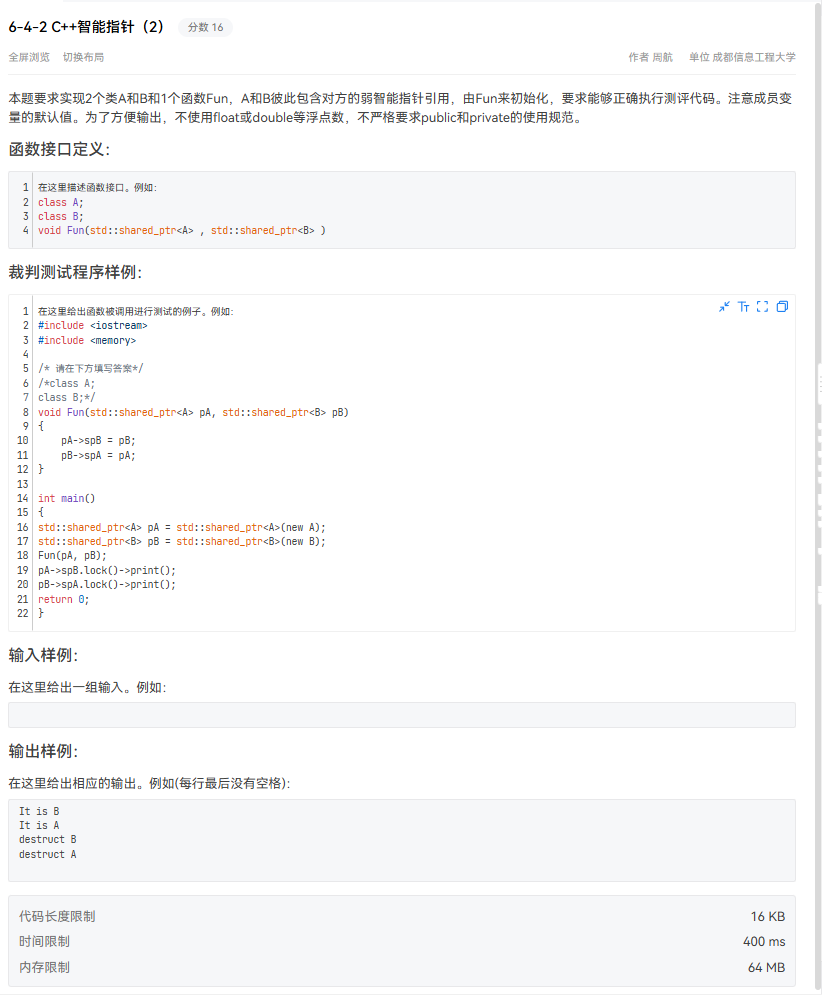 6-4-2 C++智能指针（2） 分数 16
全屏浏览 切换布局 作者 周航 单位 成都信息工程大学
本题要求实现2个类A和B和1个函数Fun，A和B彼此包含对方的弱智能指针引用，由Fun来初始化，要求能够正确执行测评代码。注意成员变
量的默认值。为了方便输出，不使用float或double等浮点数，不严格要求public和private的使用规范。
函数接口定义：
1 在这里描述函数接口。例如：
2 class A;
3 class B;
4 void Fun(std::shared_ptr<A> , std::shared_ptr<B> )
裁判测试程序样例：
1 在这里给出函数被调用进行测试的例子。例如：
2 #include <iostream>
3 #include <memory>
4
5 /* 请在下方填写答案*/
6 /*class A;
7 class B;*/
8 void Fun(std::shared_ptr<A> pA, std::shared_ptr<B> pB)
9 {
10 pA->spB = pB;
11 pB->spA = pA;
12 }
13
14 int main()
15 {
16 std::shared_ptr<A> pA = std::shared_ptr<A>(new A);
17 std::shared_ptr<B> pB = std::shared_ptr<B>(new B);
18 Fun(pA, pB);
19 pA->spB.lock()->print();
20 pB->spA.lock()->print();
21 return 0;
22 }
输入样例：
在这里给出一组输入。例如：
输出样例：
在这里给出相应的输出。例如(每行最后没有空格)：
It is B
It is A
destruct B
destruct A
代码长度限制 16 KB
时间限制 400 ms
内存限制 64 MB